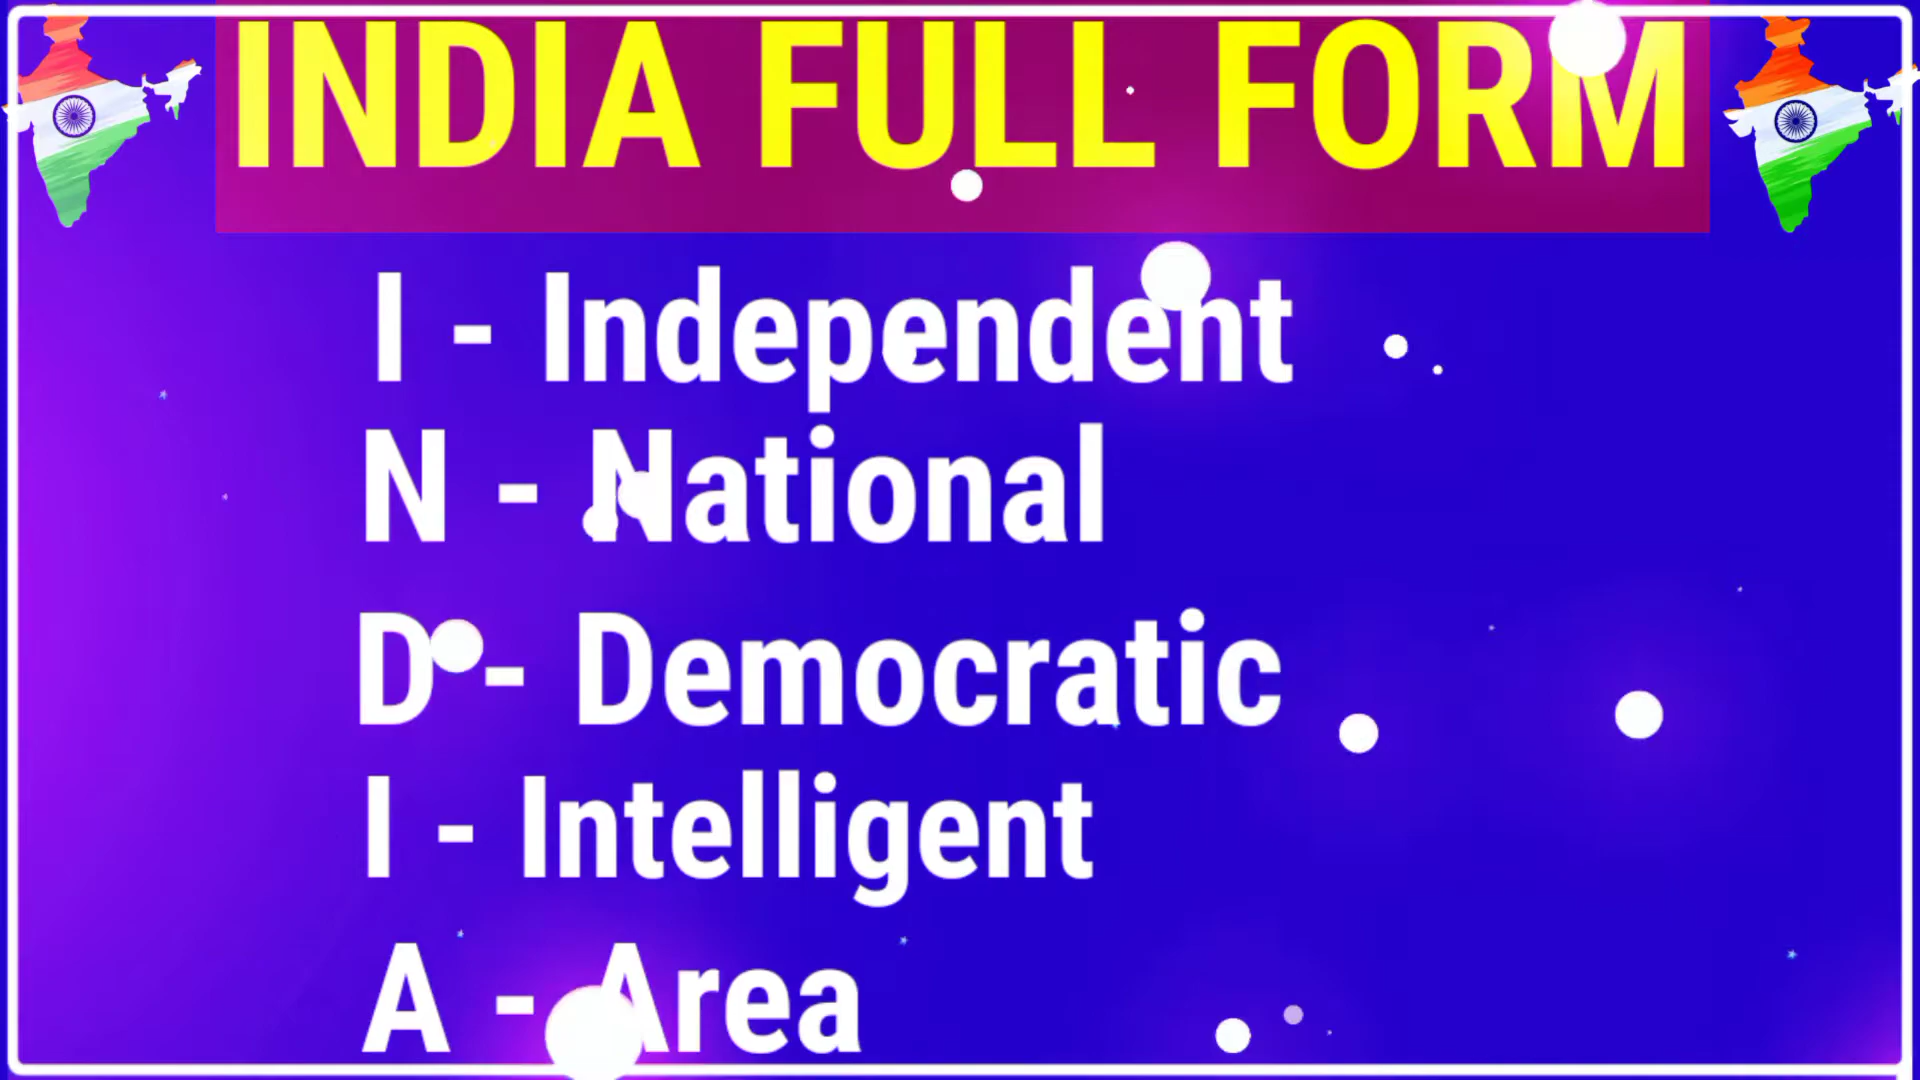 INDIA FULL FORM
I - Independent
N - National
D - Democratic
I - Intelligent
A - Area